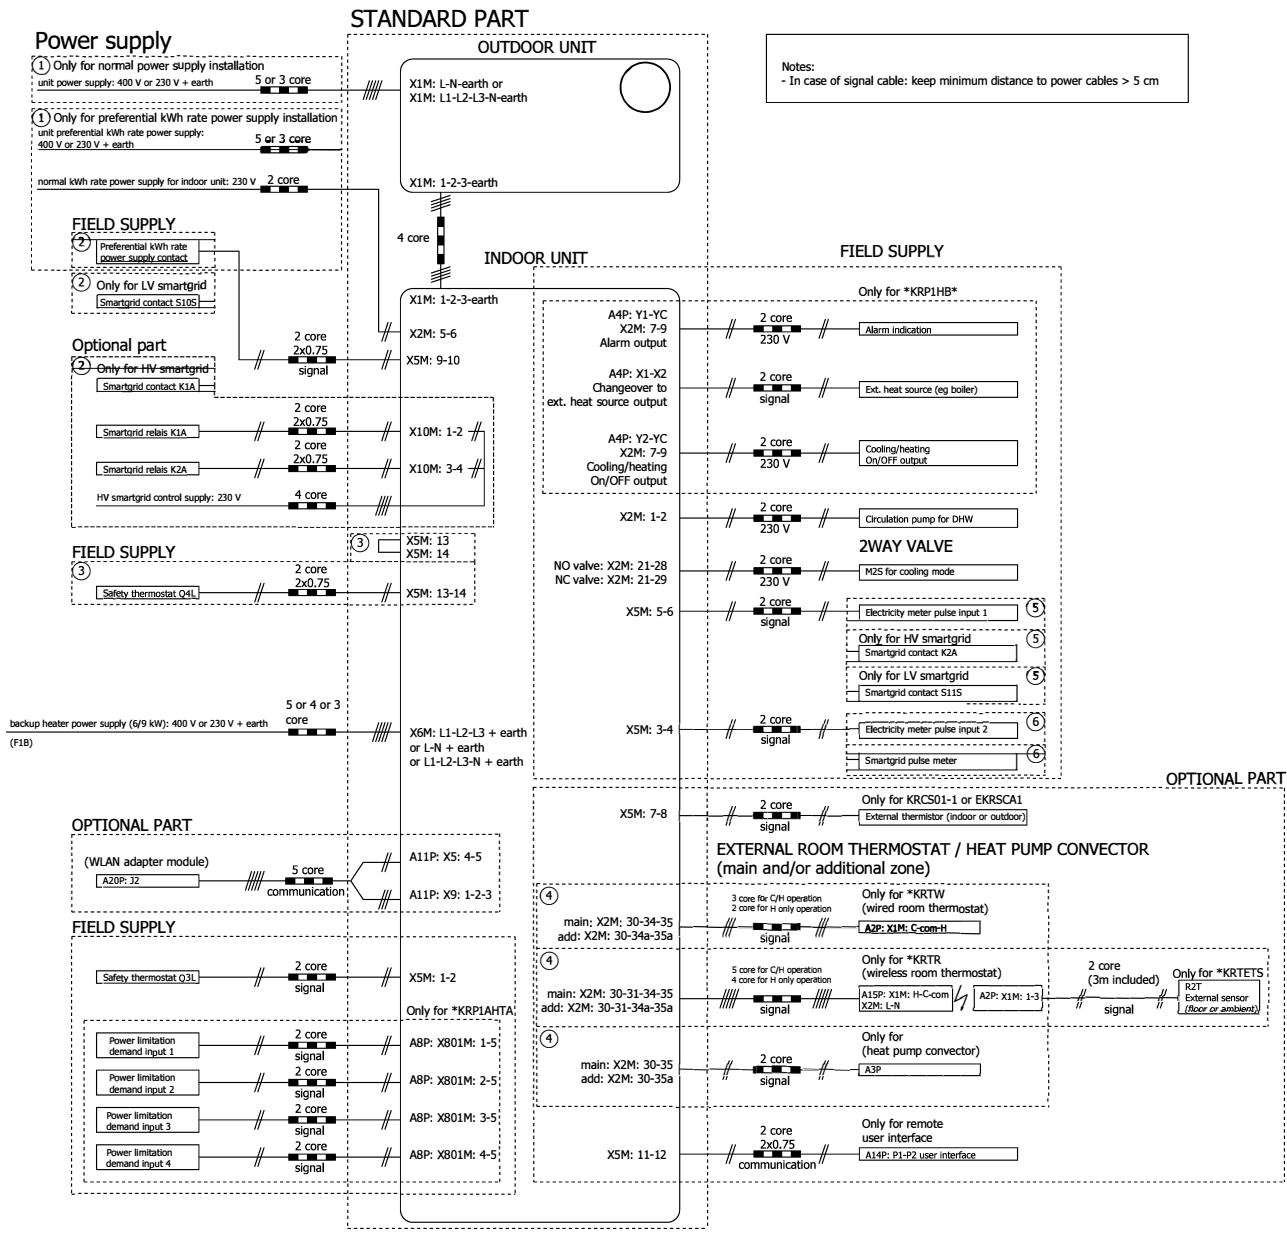 STANDARD PART
Power supply
① Only for normal power supply installation
unit power supply: 400 V or 230 V + earth
5 or 3 core
① Only for preferential kWh rate power supply installation
unit preferential kWh rate power supply:
400 V or 230 V + earth
5 or 3 core
normal kWh rate power supply for indoor unit: 230 V
2 core
FIELD SUPPLY
②
Preferential kWh rate
power supply contact
② Only for LV smartgrid
Smartgrid contact S10S
Optional part
② Only for HV smartgrid
Smartgrid contact K1A
2 core
2x0.75
signal
2 core
2x0.75
Smartgrid relais K1A
2 core
2x0.75
Smartgrid relais K2A
HV smartgrid control supply: 230 V
4 core
FIELD SUPPLY
③
Safety thermostat Q4L
2 core
2x0.75
5 or 4 or 3
core
backup heater power supply (6/9 kW): 400 V or 230 V + earth
(F1B)
OPTIONAL PART
(WLAN adapter module)
A20P: J2
5 core
communication
FIELD SUPPLY
Safety thermostat Q3L
2 core
signal
Only for *KRP1AHTA
Power limitation
demand input 1
2 core
signal
Power limitation
demand input 2
2 core
signal
Power limitation
demand input 3
2 core
signal
Power limitation
demand input 4
2 core
signal
OUTDOOR UNIT
X1M: L-N-earth or
X1M: L1-L2-L3-N-earth
X1M: 1-2-3-earth
4 core
INDOOR UNIT
X1M: 1-2-3-earth
X2M: 5-6
X5M: 9-10
X10M: 1-2
X10M: 3-4
③
X5M: 13
X5M: 14
X5M: 13-14
X6M: L1-L2-L3 + earth
or L-N + earth
or L1-L2-L3-N + earth
A11P: X5: 4-5
A11P: X9: 1-2-3
X5M: 1-2
A8P: X801M: 1-5
A8P: X801M: 2-5
A8P: X801M: 3-5
A8P: X801M: 4-5
Notes:
- In case of signal cable: keep minimum distance to power cables > 5 cm
FIELD SUPPLY
Only for *KRP1HB*
A4P: Y1-YC
X2M: 7-9
Alarm output
2 core
230 V
Alarm indication
A4P: X1-X2
Changeover to
ext. heat source output
2 core
signal
Ext. heat source (eg boiler)
A4P: Y2-YC
X2M: 7-9
Cooling/heating
On/OFF output
2 core
230 V
Cooling/heating
On/OFF output
X2M: 1-2
2 core
230 V
Circulation pump for DHW
2WAY VALVE
NO valve: X2M: 21-28
NC valve: X2M: 21-29
2 core
230 V
M2S for cooling mode
X5M: 5-6
2 core
signal
Electricity meter pulse input 1
⑤
Only for HV smartgrid
⑤
Smartgrid contact K2A
Only for LV smartgrid
⑤
Smartgrid contact S11S
X5M: 3-4
2 core
signal
Electricity meter pulse input 2
⑥
Smartgrid pulse meter
⑥
OPTIONAL PART
X5M: 7-8
2 core
signal
Only for KRCS01-1 or EKRSCA1
External thermistor (indoor or outdoor)
EXTERNAL ROOM THERMOSTAT / HEAT PUMP CONVECTOR
(main and/or additional zone)
④
main: X2M: 30-34-35
add: X2M: 30-34a-35a
3 core for C/H operation
2 core for H only operation
signal
Only for *KRTW
(wired room thermostat)
A2P: X1M: C-com-H
④
main: X2M: 30-31-34-35
add: X2M: 30-31-34a-35a
5 core for C/H operation
4 core for H only operation
signal
Only for *KRTR
(wireless room thermostat)
A15P: X1M: H-C-com
X2M: L-N
A2P: X1M: 1-3
2 core
(3m included)
signal
Only for *KRTETS
R2T
External sensor
(floor or ambient)
④
main: X2M: 30-35
add: X2M: 30-35a
2 core
signal
Only for
(heat pump convector)
A3P
X5M: 11-12
2 core
2x0.75
communication
Only for remote
user interface
A14P: P1-P2 user interface